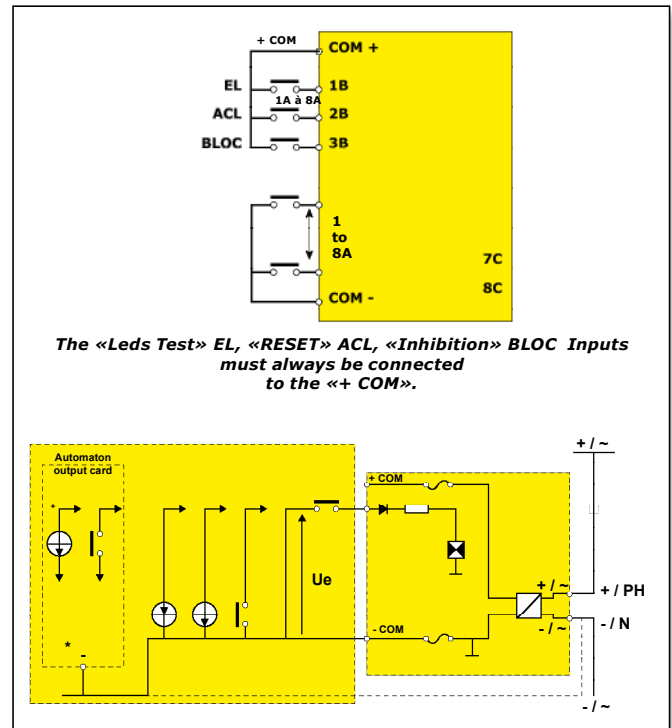 + COM
COM +
EL
1B
1A à 8A
ACL
2B
BLOC
3B
1
to
8A
7C
8C
COM -
The «Leds Test» EL, «RESET» ACL, «Inhibition» BLOC Inputs
must always be connected
to the «+ COM».
+ / ~
Automaton
output card
+ COM
*
Ue
+ / ~
+ / PH
- / ~
- / N
- COM
*
-
- / ~